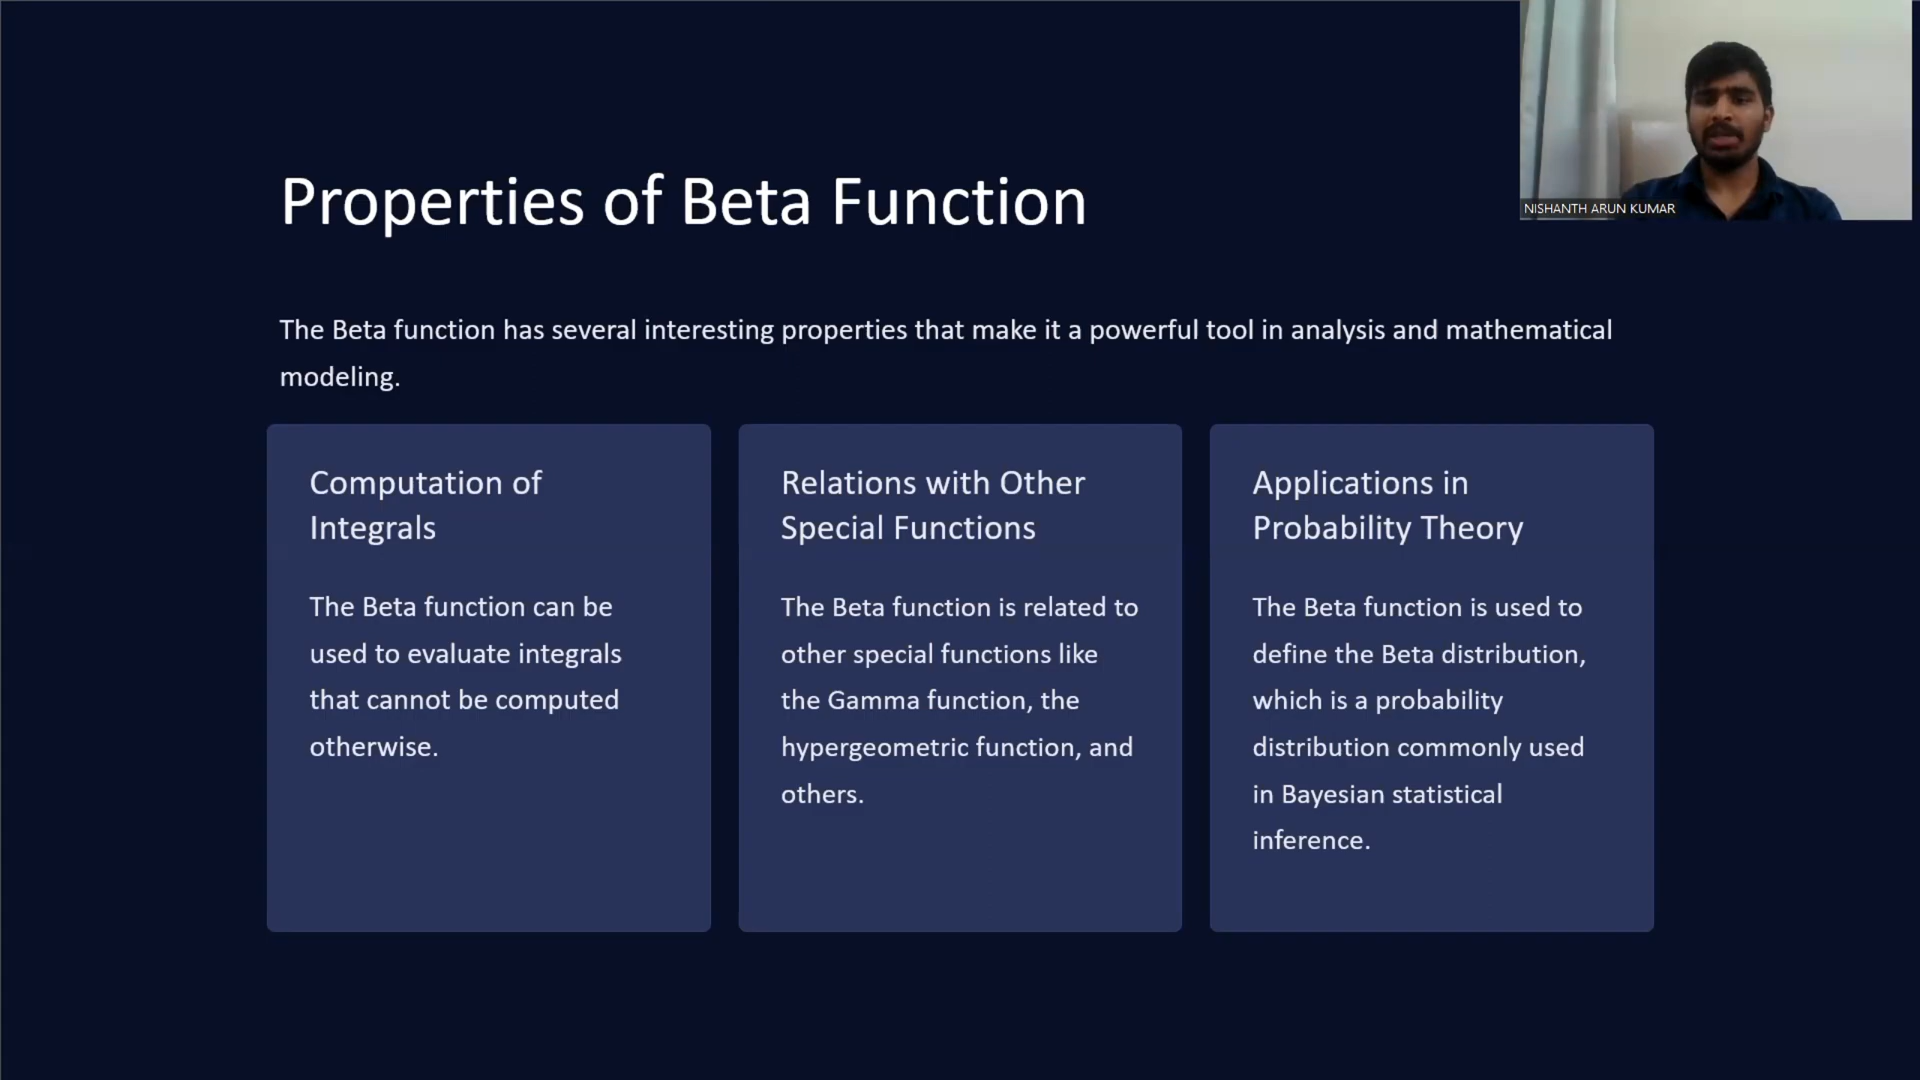 NISHANTH ARUN KUMAR
Properties of Beta Function
The Beta function has several interesting properties that make it a powerful tool in analysis and mathematical
modeling.
Computation of
Integrals
The Beta function can be
used to evaluate integrals
that cannot be computed
otherwise.
Relations with Other
Special Functions
The Beta function is related to
other special functions like
the Gamma function, the
hypergeometric function, and
others.
Applications in
Probability Theory
The Beta function is used to
define the Beta distribution,
which is a probability
distribution commonly used
in Bayesian statistical
inference.